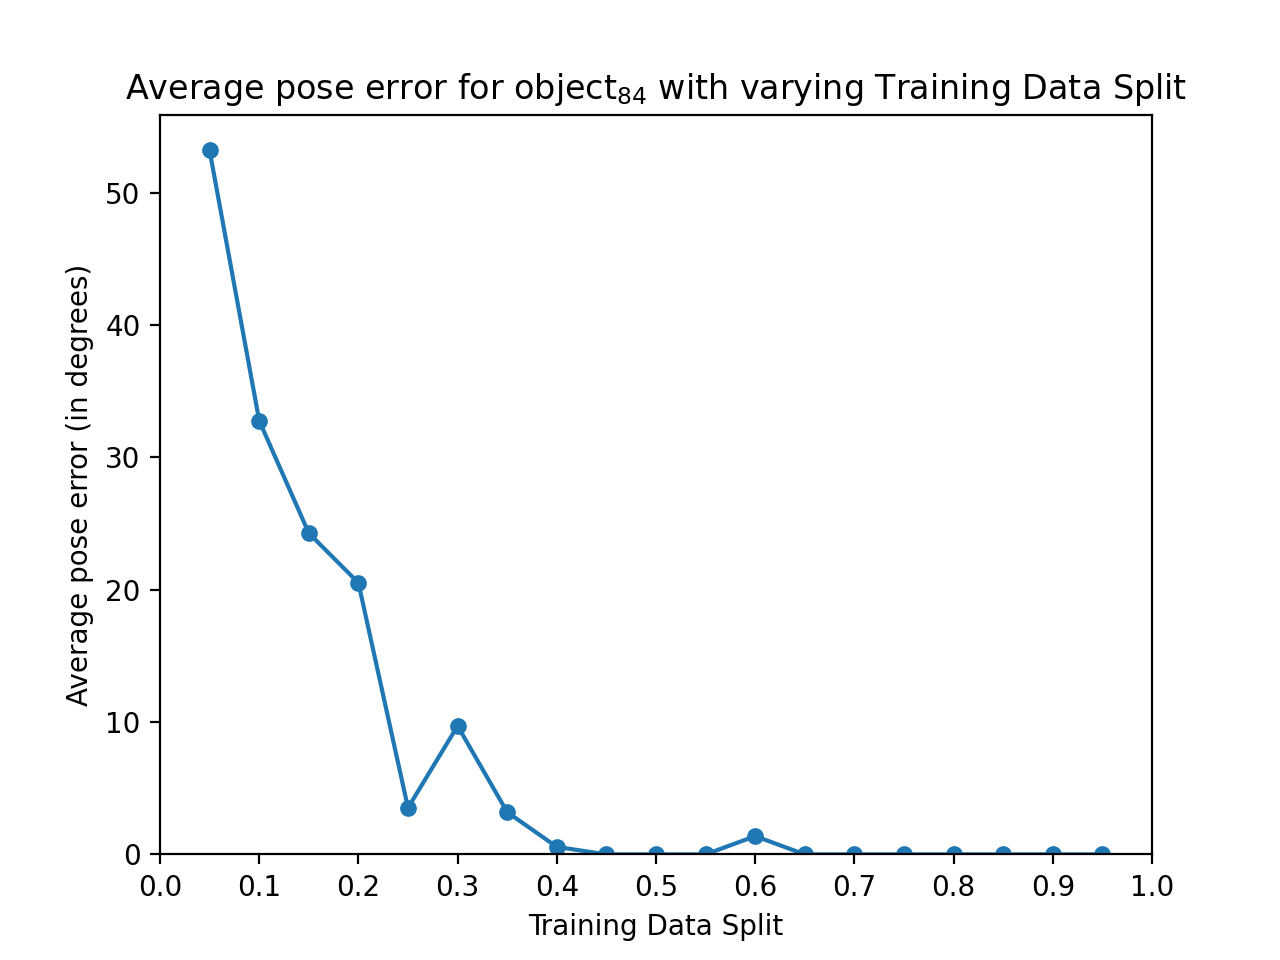 Average pose error for object₈₄ with varying Training Data Split
Average pose error (in degrees)
50
40
30
20
10
0
0.0 0.1 0.2 0.3 0.4 0.5 0.6 0.7 0.8 0.9 1.0
Training Data Split